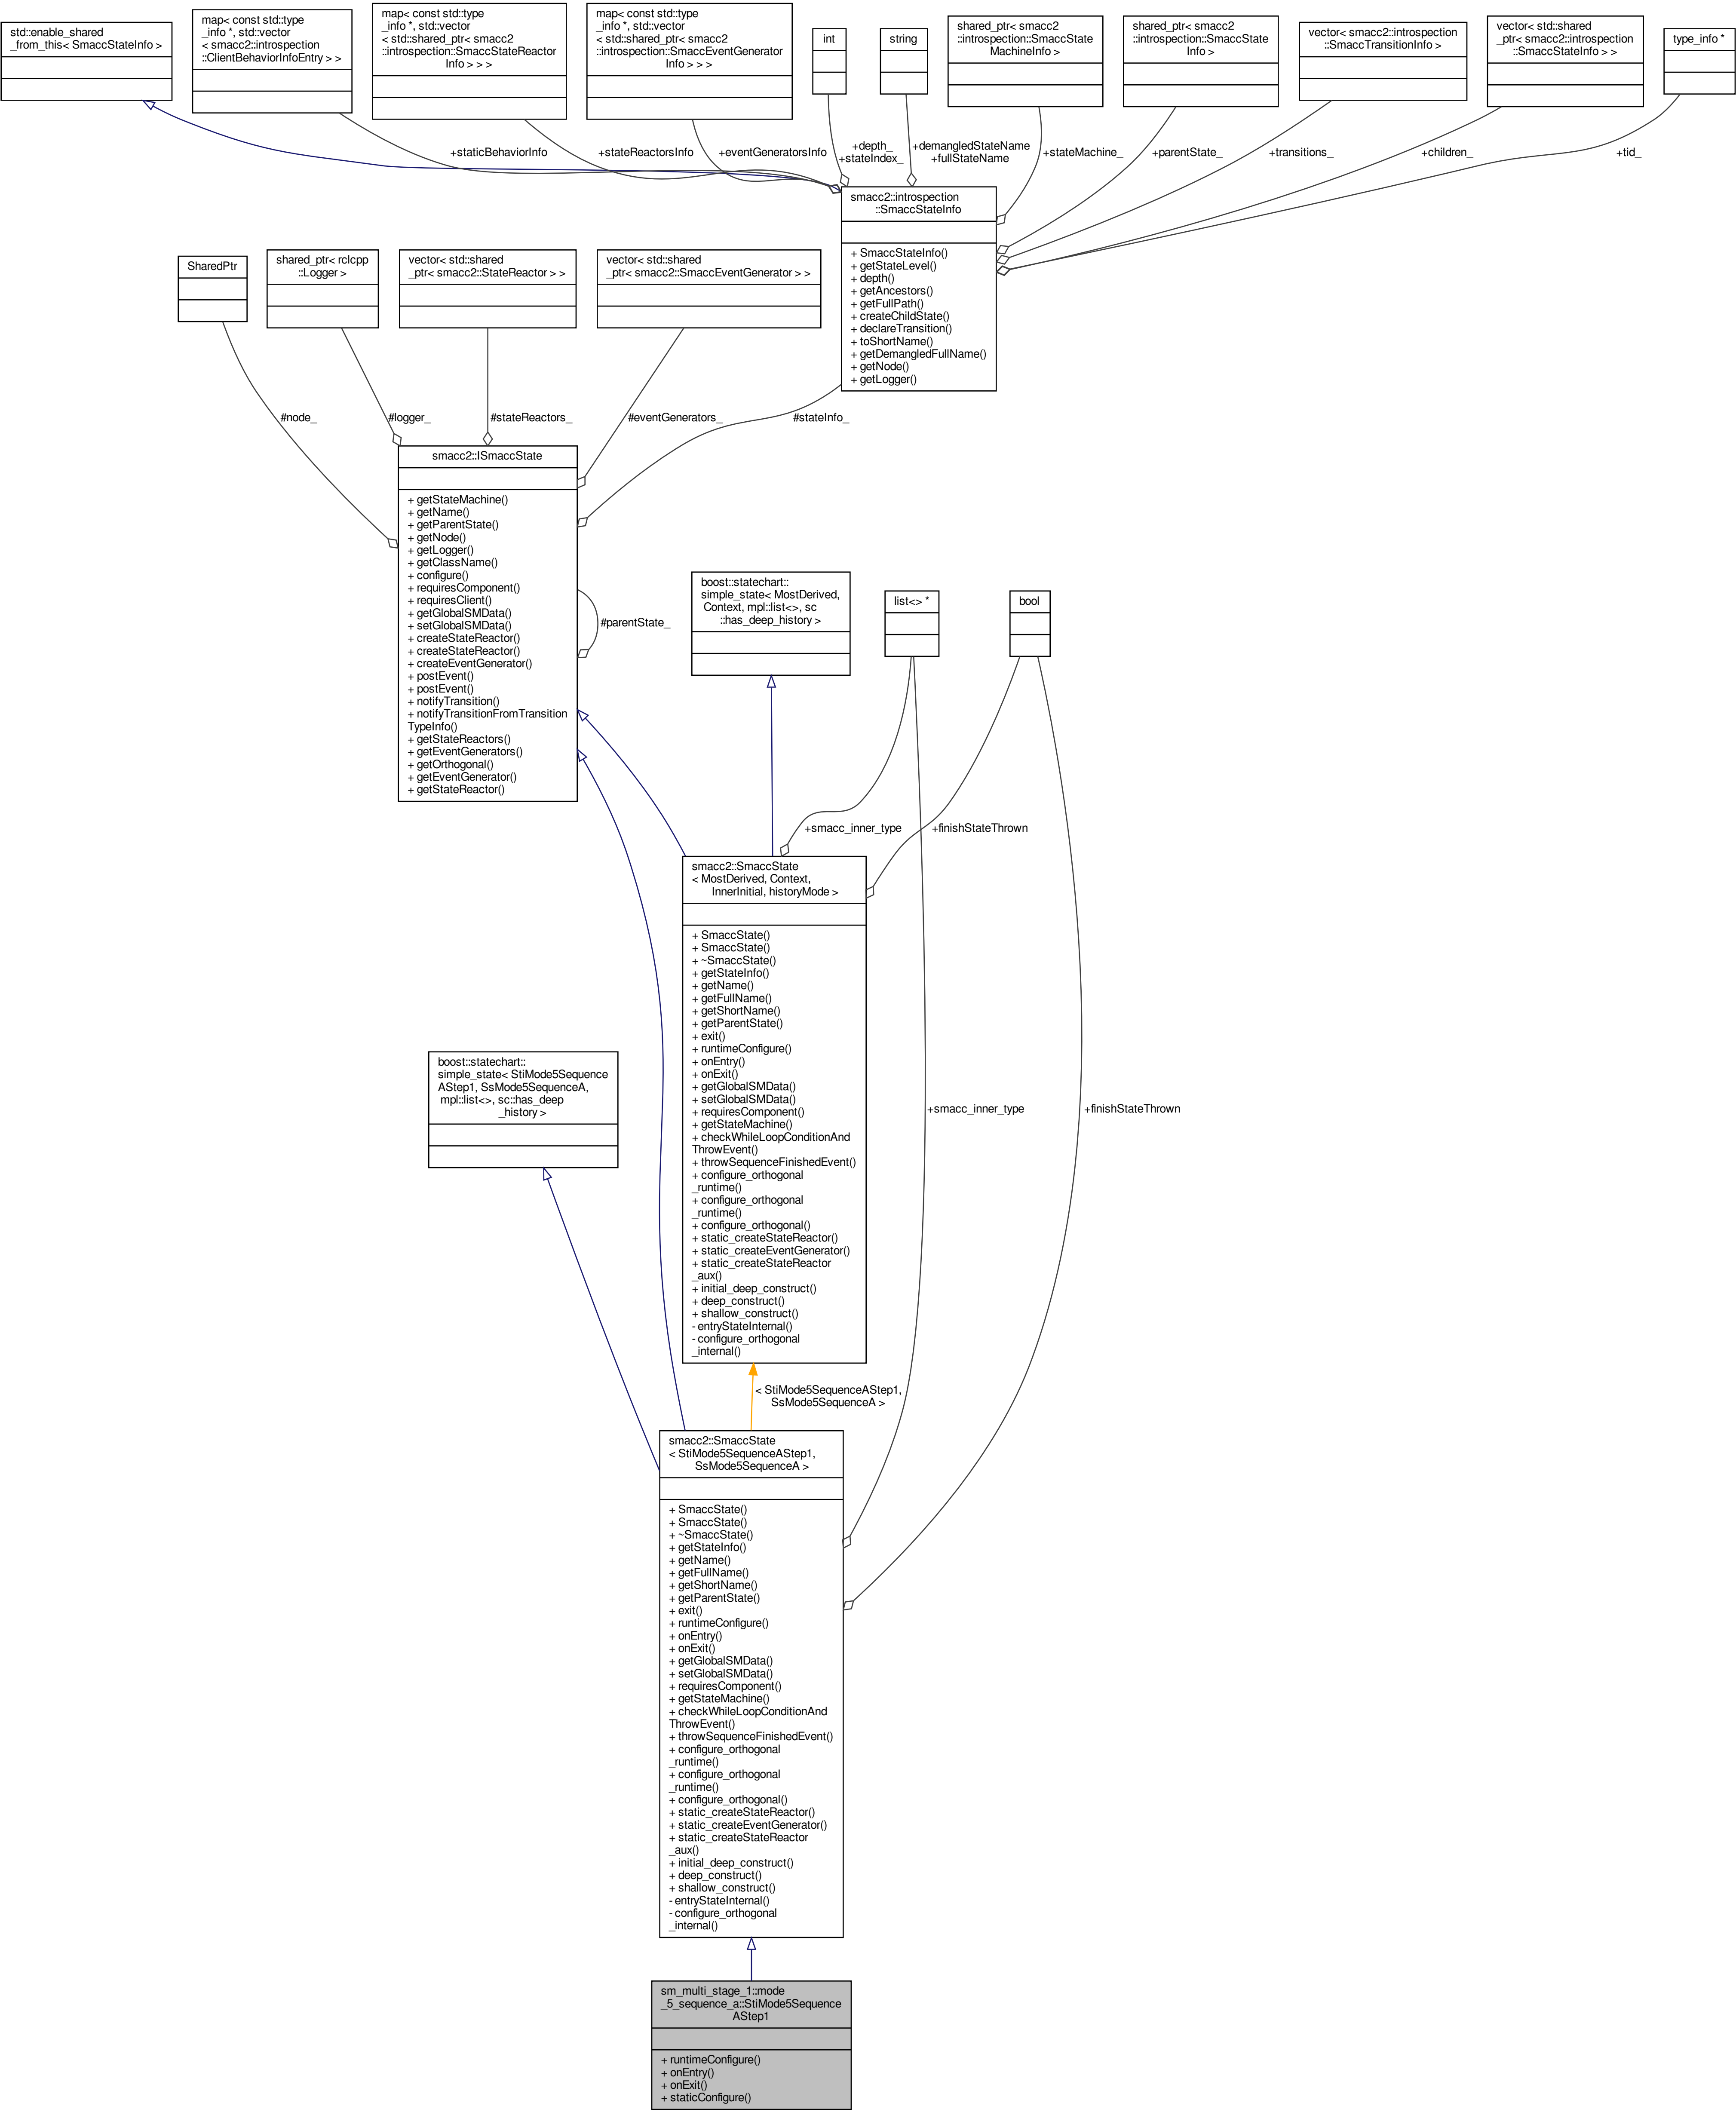 std::enable_shared
_from_this< SmaccStateInfo >
map< const std::type
_info *, std::vector
< smacc2::introspection
::ClientBehaviorInfoEntry > >
map< const std::type
_info *, std::vector
< std::shared_ptr< smacc2
::introspection::SmaccStateReactor
Info > > >
map< const std::type
_info *, std::vector
< std::shared_ptr< smacc2
::introspection::SmaccEventGenerator
Info > > >
int
string
shared_ptr< smacc2
::introspection::SmaccState
MachineInfo >
shared_ptr< smacc2
::introspection::SmaccState
Info >
vector< smacc2::introspection
::SmaccTransitionInfo >
vector< std::shared
_ptr< smacc2::introspection
::SmaccStateInfo > >
type_info *
+staticBehaviorInfo
+stateReactorsInfo
+eventGeneratorsInfo
+depth_
+stateIndex_
+demangledStateName
+fullStateName
+stateMachine_
+parentState_
+transitions_
+children_
+tid_
smacc2::introspection
::SmaccStateInfo
+ SmaccStateInfo()
+ getStateLevel()
+ depth()
+ getAncestors()
+ getFullPath()
+ createChildState()
+ declareTransition()
+ toShortName()
+ getDemangledFullName()
+ getNode()
+ getLogger()
SharedPtr
shared_ptr< rclcpp
::Logger >
vector< std::shared
_ptr< smacc2::StateReactor > >
vector< std::shared
_ptr< smacc2::SmaccEventGenerator > >
#node_
#logger_
#stateReactors_
#eventGenerators_
#stateInfo_
smacc2::ISmaccState
+ getStateMachine()
+ getName()
+ getParentState()
+ getNode()
+ getLogger()
+ getClassName()
+ configure()
+ requiresComponent()
+ requiresClient()
+ getGlobalSMData()
+ setGlobalSMData()
+ createStateReactor()
+ createStateReactor()
+ createEventGenerator()
+ postEvent()
+ postEvent()
+ notifyTransition()
+ notifyTransitionFromTransition
TypeInfo()
+ getStateReactors()
+ getEventGenerators()
+ getOrthogonal()
+ getEventGenerator()
+ getStateReactor()
#parentState_
boost::statechart::
simple_state< MostDerived,
Context, mpl::list<>, sc
::has_deep_history >
list<> *
bool
+smacc_inner_type
+finishStateThrown
smacc2::SmaccState
< MostDerived, Context,
InnerInitial, historyMode >
+ SmaccState()
+ SmaccState()
+ ~SmaccState()
+ getStateInfo()
+ getName()
+ getFullName()
+ getShortName()
+ getParentState()
+ exit()
+ runtimeConfigure()
+ onEntry()
+ onExit()
+ getGlobalSMData()
+ setGlobalSMData()
+ requiresComponent()
+ getStateMachine()
+ checkWhileLoopConditionAnd
ThrowEvent()
+ throwSequenceFinishedEvent()
+ configure_orthogonal
_runtime()
+ configure_orthogonal
_runtime()
+ configure_orthogonal()
+ static_createStateReactor()
+ static_createEventGenerator()
+ static_createStateReactor
_aux()
+ initial_deep_construct()
+ deep_construct()
+ shallow_construct()
- entryStateInternal()
- configure_orthogonal
_internal()
boost::statechart::
simple_state< StiMode5Sequence
AStep1, SsMode5SequenceA,
mpl::list<>, sc::has_deep
_history >
+smacc_inner_type
+finishStateThrown
< StiMode5SequenceAStep1,
SsMode5SequenceA >
smacc2::SmaccState
< StiMode5SequenceAStep1,
SsMode5SequenceA >
+ SmaccState()
+ SmaccState()
+ ~SmaccState()
+ getStateInfo()
+ getName()
+ getFullName()
+ getShortName()
+ getParentState()
+ exit()
+ runtimeConfigure()
+ onEntry()
+ onExit()
+ getGlobalSMData()
+ setGlobalSMData()
+ requiresComponent()
+ getStateMachine()
+ checkWhileLoopConditionAnd
ThrowEvent()
+ throwSequenceFinishedEvent()
+ configure_orthogonal
_runtime()
+ configure_orthogonal
_runtime()
+ configure_orthogonal()
+ static_createStateReactor()
+ static_createEventGenerator()
+ static_createStateReactor
_aux()
+ initial_deep_construct()
+ deep_construct()
+ shallow_construct()
- entryStateInternal()
- configure_orthogonal
_internal()
sm_multi_stage_1::mode
_5_sequence_a::StiMode5Sequence
AStep1
+ runtimeConfigure()
+ onEntry()
+ onExit()
+ staticConfigure()